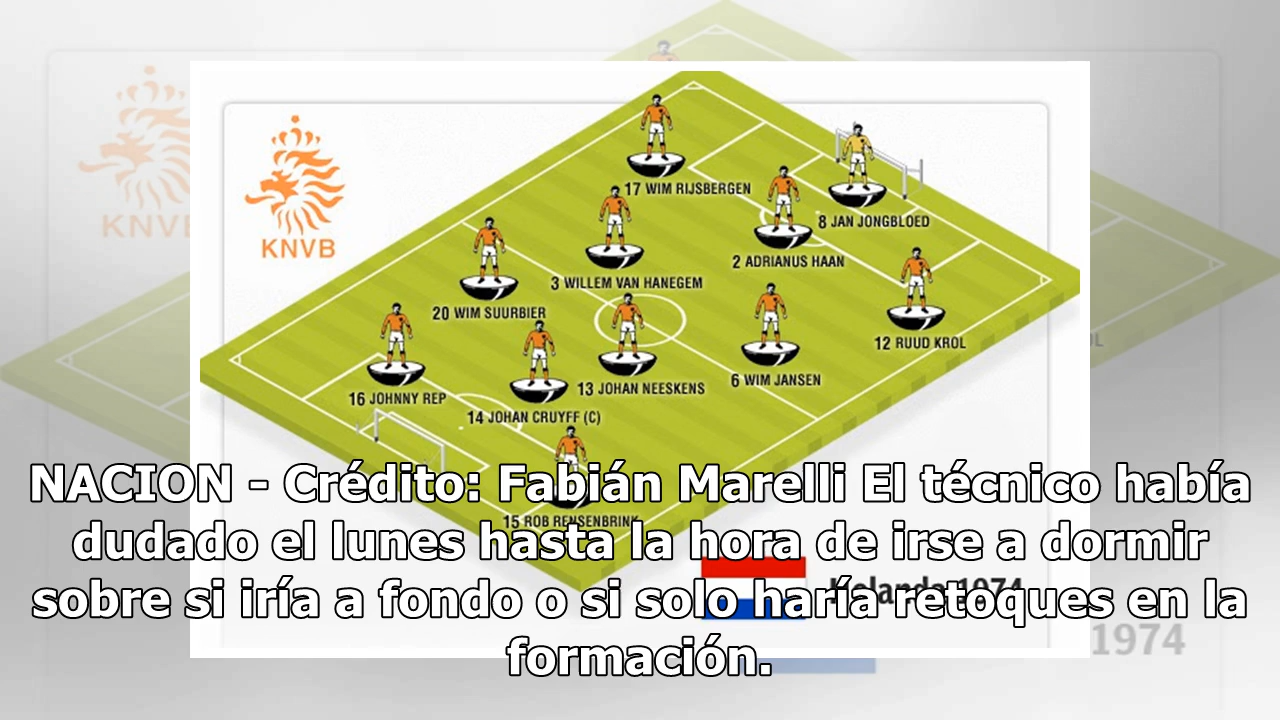 KNVB
KNVB
17 WIM RIJSBERGEN
8 JAN JONGBLOED
2 ADRIANUS HAAN
3 WILLEM VAN HANEGEM
20 WIM SUURBIER
12 RUUD KROL
13 JOHAN NEESKENS
6 WIM JANSEN
16 JOHNNY REP
14 JOHAN CRUYFF (C)
15 ROB RENSENBRINK
Holanda 1974
1974
NACION - Crédito: Fabián Marelli El técnico había
dudado el lunes hasta la hora de irse a dormir
sobre si iría a fondo o si solo haría retoques en la
formación.